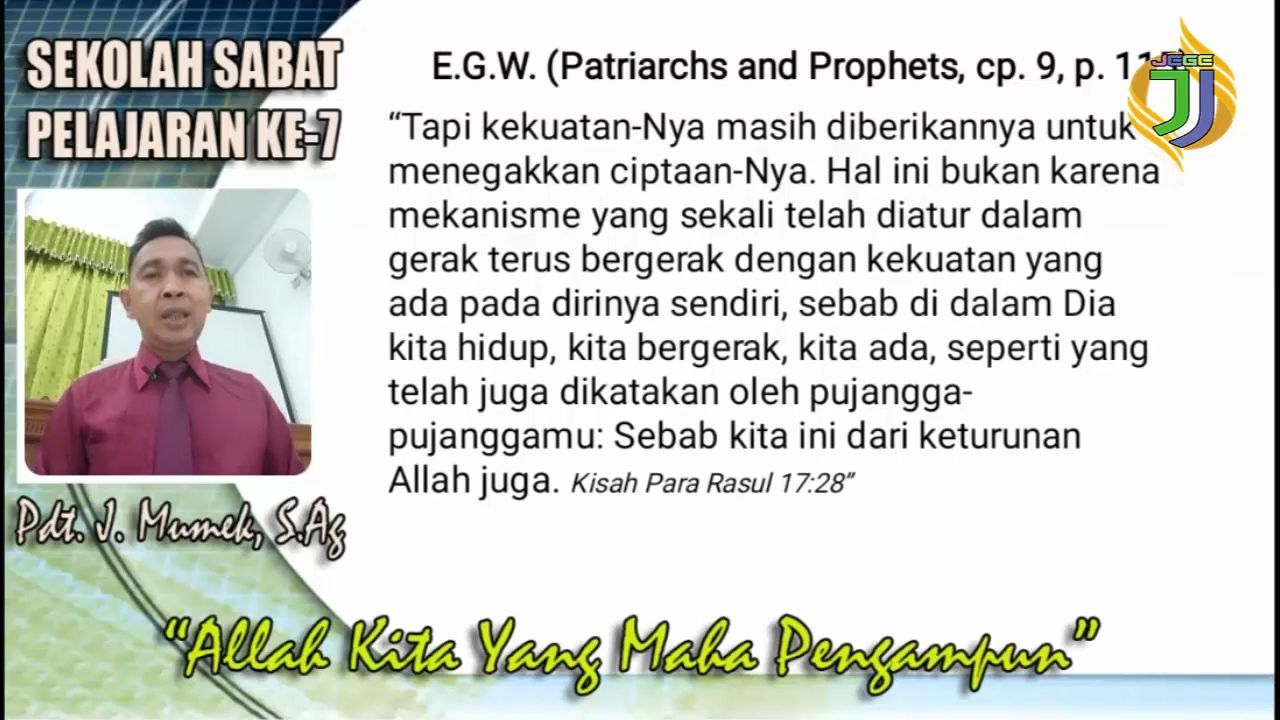 SEKOLAH SABAT
PELAJARAN KE-7
E.G.W. (Patriarchs and Prophets, cp. 9, p.
JEGC
JJ
“Tapi kekuatan-Nya masih diberikannya untuk
menegakkan ciptaan-Nya. Hal ini bukan karena
mekanisme yang sekali telah diatur dalam
gerak terus bergerak dengan kekuatan yang
ada pada dirinya sendiri, sebab di dalam Dia
kita hidup, kita bergerak, kita ada, seperti yang
telah juga dikatakan oleh pujangga-
pujanggamu: Sebab kita ini dari keturunan
Allah juga. Kisah Para Rasul 17:28”
Pdt. J. Mumek, S.Ag
“Allah Kita Yang Maha Pengampun”